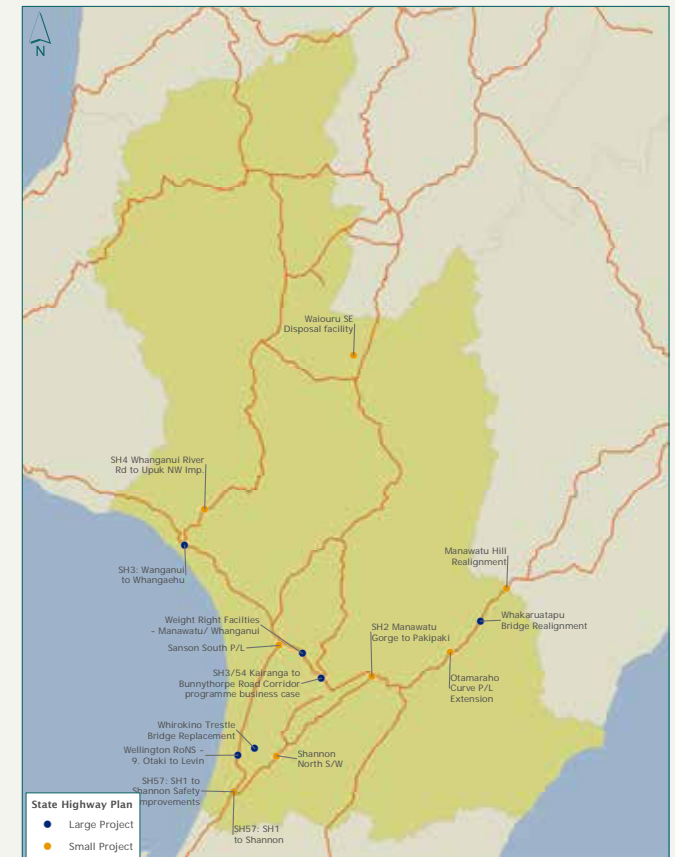 N
Waiouru SE
Disposal facility
SH4 Whanganui River
Rd to Upuk NW Imp.
Manawatu Hill
Realignment
SH3: Wanganui
to Whangaehu
Whakaruatapu
Bridge Realignment
Weight Right Facilties
- Manawatu/ Whanganui
SH2 Manawatu
Gorge to Pakipaki
Sanson South P/L
SH3/54 Kairanga to
Bunnythorpe Road Corridor
programme business case
Otamaraho
Curve P/L
Extension
Whirokino Trestle
Bridge Replacement
Wellington RoNS -
9. Otaki to Levin
Shannon
North S/W
SH57: SH1 to
Shannon Safety
mprovements
SH57: SH1
to Shannon
State Highway Plan
Large Project
Small Project